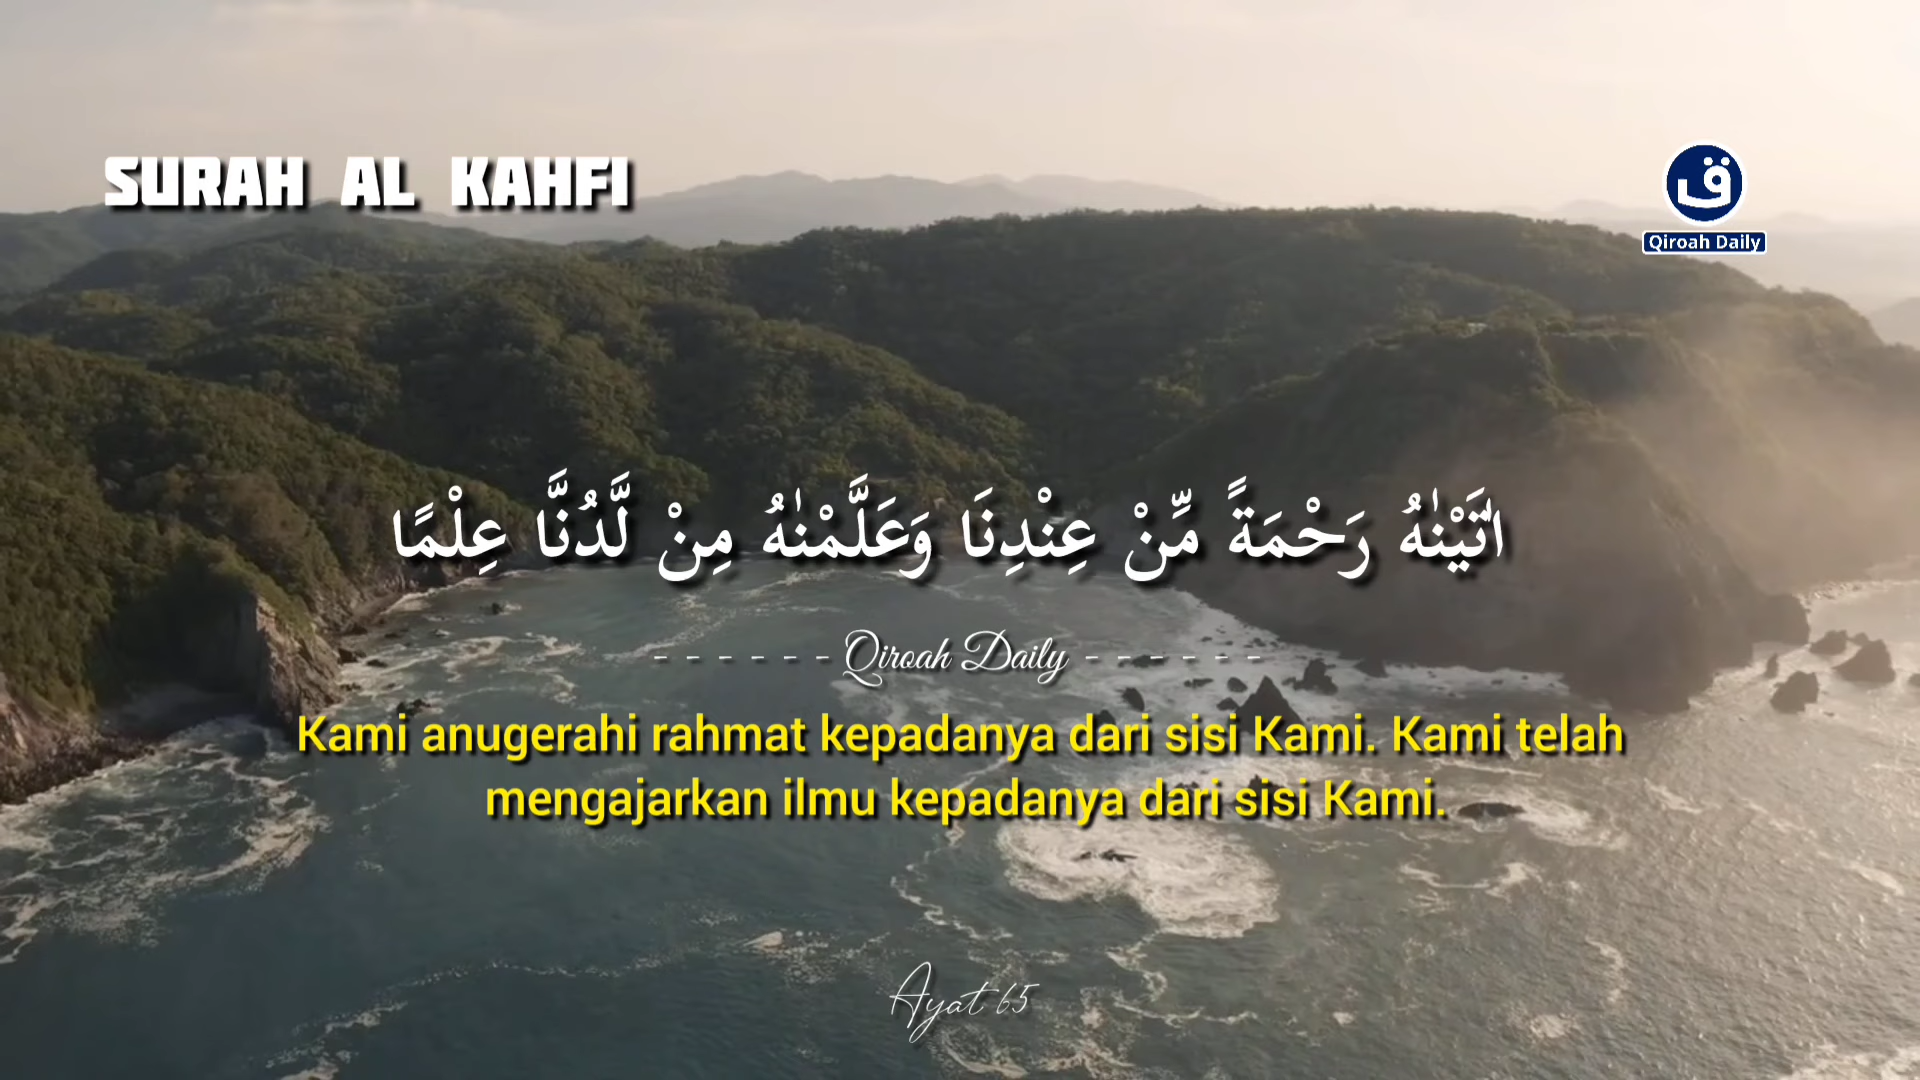 SURAH AL KAHFI
ق
Qiroah Daily
اٰتَيْنٰهُ رَحْمَةً مِّنْ عِنْدِنَا وَعَلَّمْنٰهُ مِنْ لَّدُنَّا عِلْمًا
- - - - - - Qiroah Daily - - - - - -
Kami anugerahi rahmat kepadanya dari sisi Kami. Kami telah
mengajarkan ilmu kepadanya dari sisi Kami.
Ayat 65